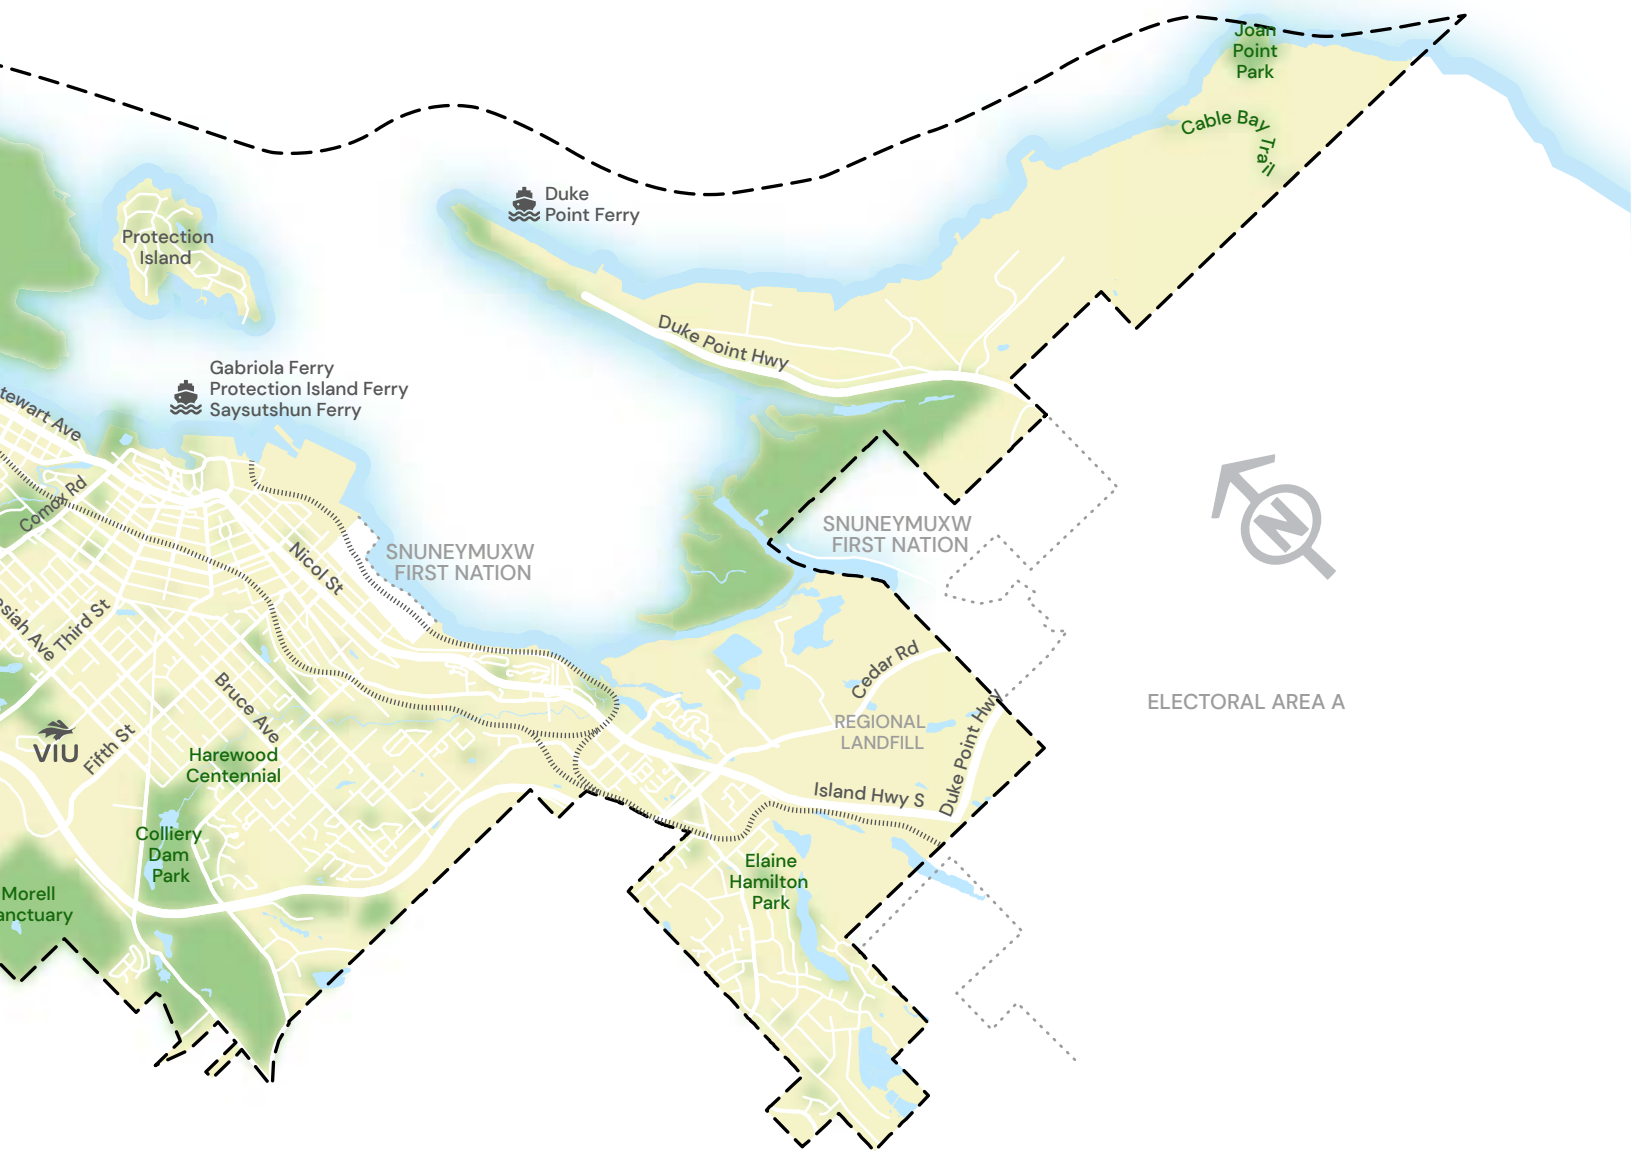 Joan
Point
Park
Cable Bay Trail
Duke
Point Ferry
Protection
Island
Duke Point Hwy
Gabriola Ferry
Protection Island Ferry
Saysutshun Ferry
tewart Ave
Comox Rd
SNUNEYMUXW
FIRST NATION
SNUNEYMUXW
FIRST NATION
N
Nicol St
Third St
osiah Ave
Cedar Rd
Bruce Ave
ELECTORAL AREA A
REGIONAL
LANDFILL
Duke Point Hwy
VIU
Fifth St
Harewood
Centennial
Island Hwy S
Colliery
Dam
Park
Elaine
Hamilton
Park
Morell
anctuary